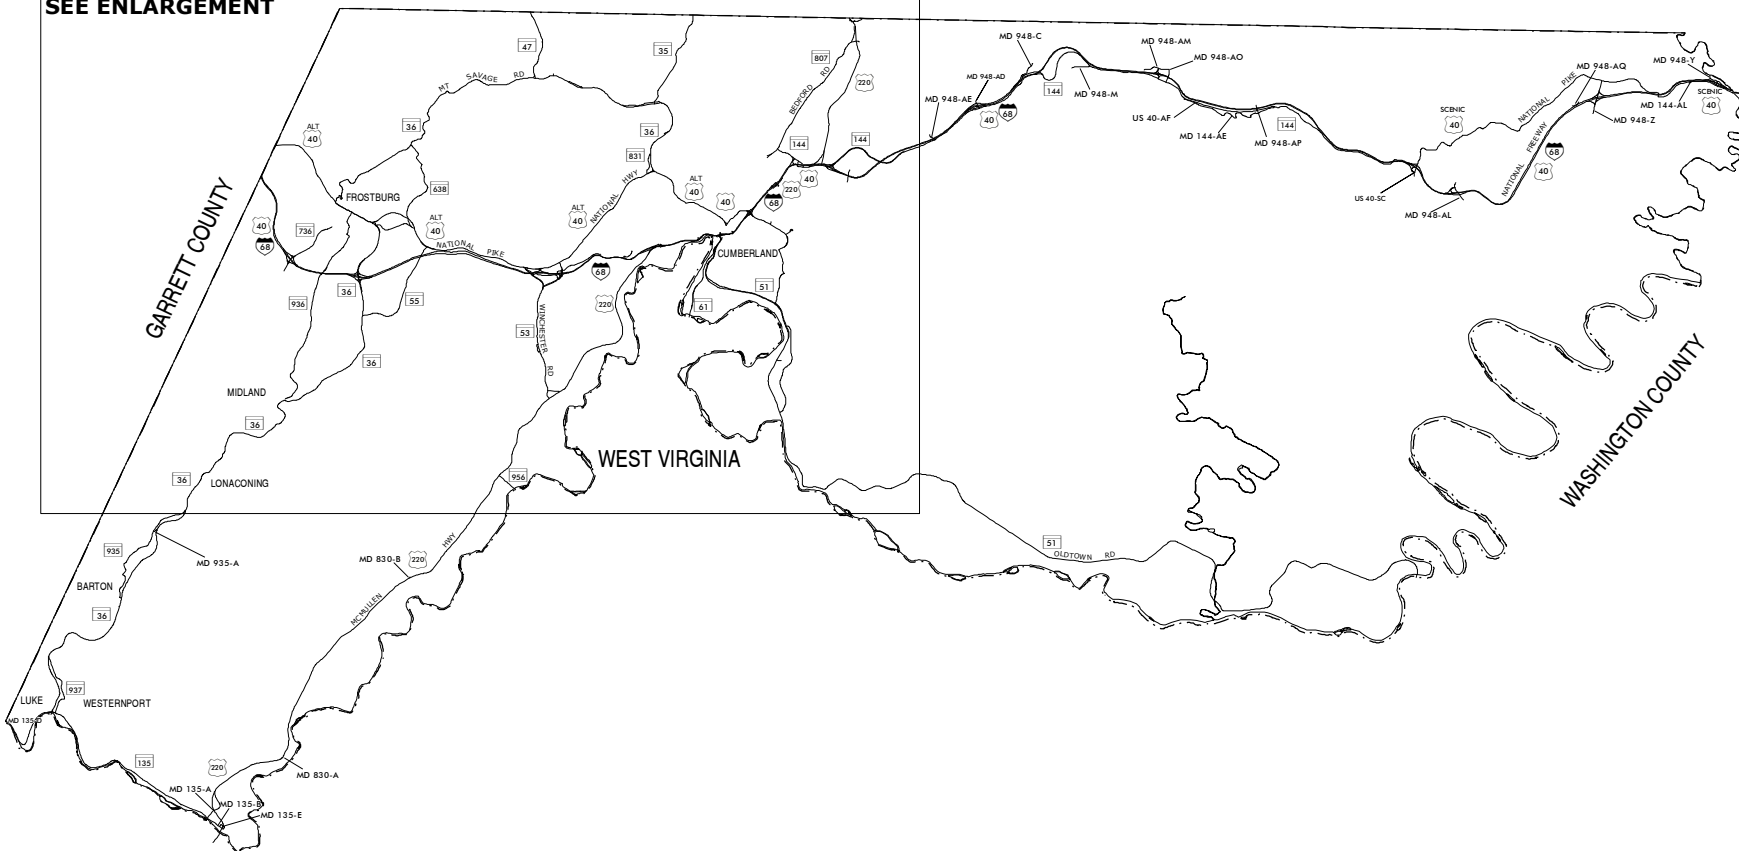 SEE ENLARGEMENT
47
35
807
BEDFORD RD
220
MD 948-C
MD 948-AM
MD 948-AO
MD 948-AD
MD 948-AE
144
MD 948-M
40
68
US 40-AF
MD 144-AE
MD 948-AP
144
SCENIC
40
NATIONAL PIKE
MD 948-AQ
MD 948-Y
SCENIC
40
MD 144-AL
MD 948-Z
NATIONAL FREEWAY
68
40
US 40-SC
MD 948-AL
MT SAVAGE RD
36
ALT
40
36
831
144
144
FROSTBURG
638
ALT
40
NATIONAL HWY
ALT
40
ALT
40
40
220
40
68
GARRETT COUNTY
40
68
736
NATIONAL PIKE
68
CUMBERLAND
936
36
55
220
61
51
53
WINCHESTER RD
36
MIDLAND
36
WEST VIRGINIA
WASHINGTON COUNTY
36
LONACONING
956
935
MD 935-A
MD 830-B
220
MCMULLEN HWY
51
OLDTOWN RD
BARTON
36
937
LUKE
WESTERNPORT
MD 135-D
135
220
MD 830-A
MD 135-A
MD 135-B
MD 135-E